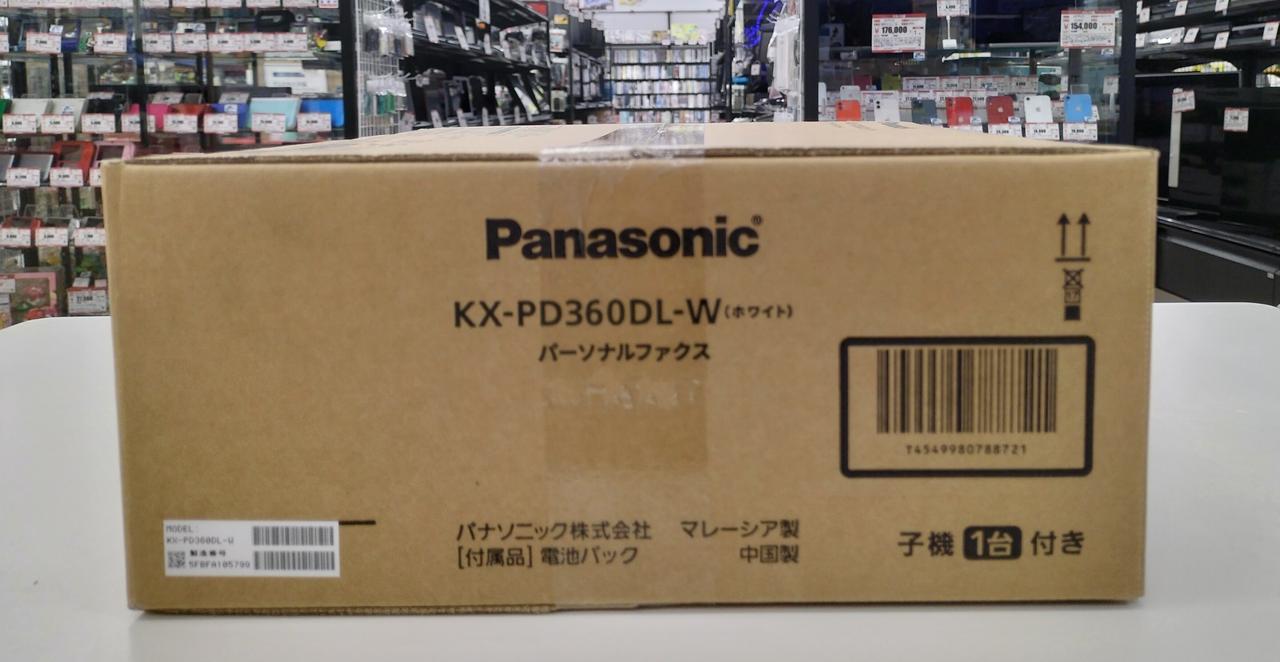 176,000
154,000
Panasonic®
KX-PD360DL-W(ホワイト)
パーソナルファクス
T4549980788721
MODEL:
KX-PD360DL-W
製造番号
5FBFA105799
パナソニック株式会社 マレーシア製
[付属品] 電池パック 中国製
子機 1台 付き